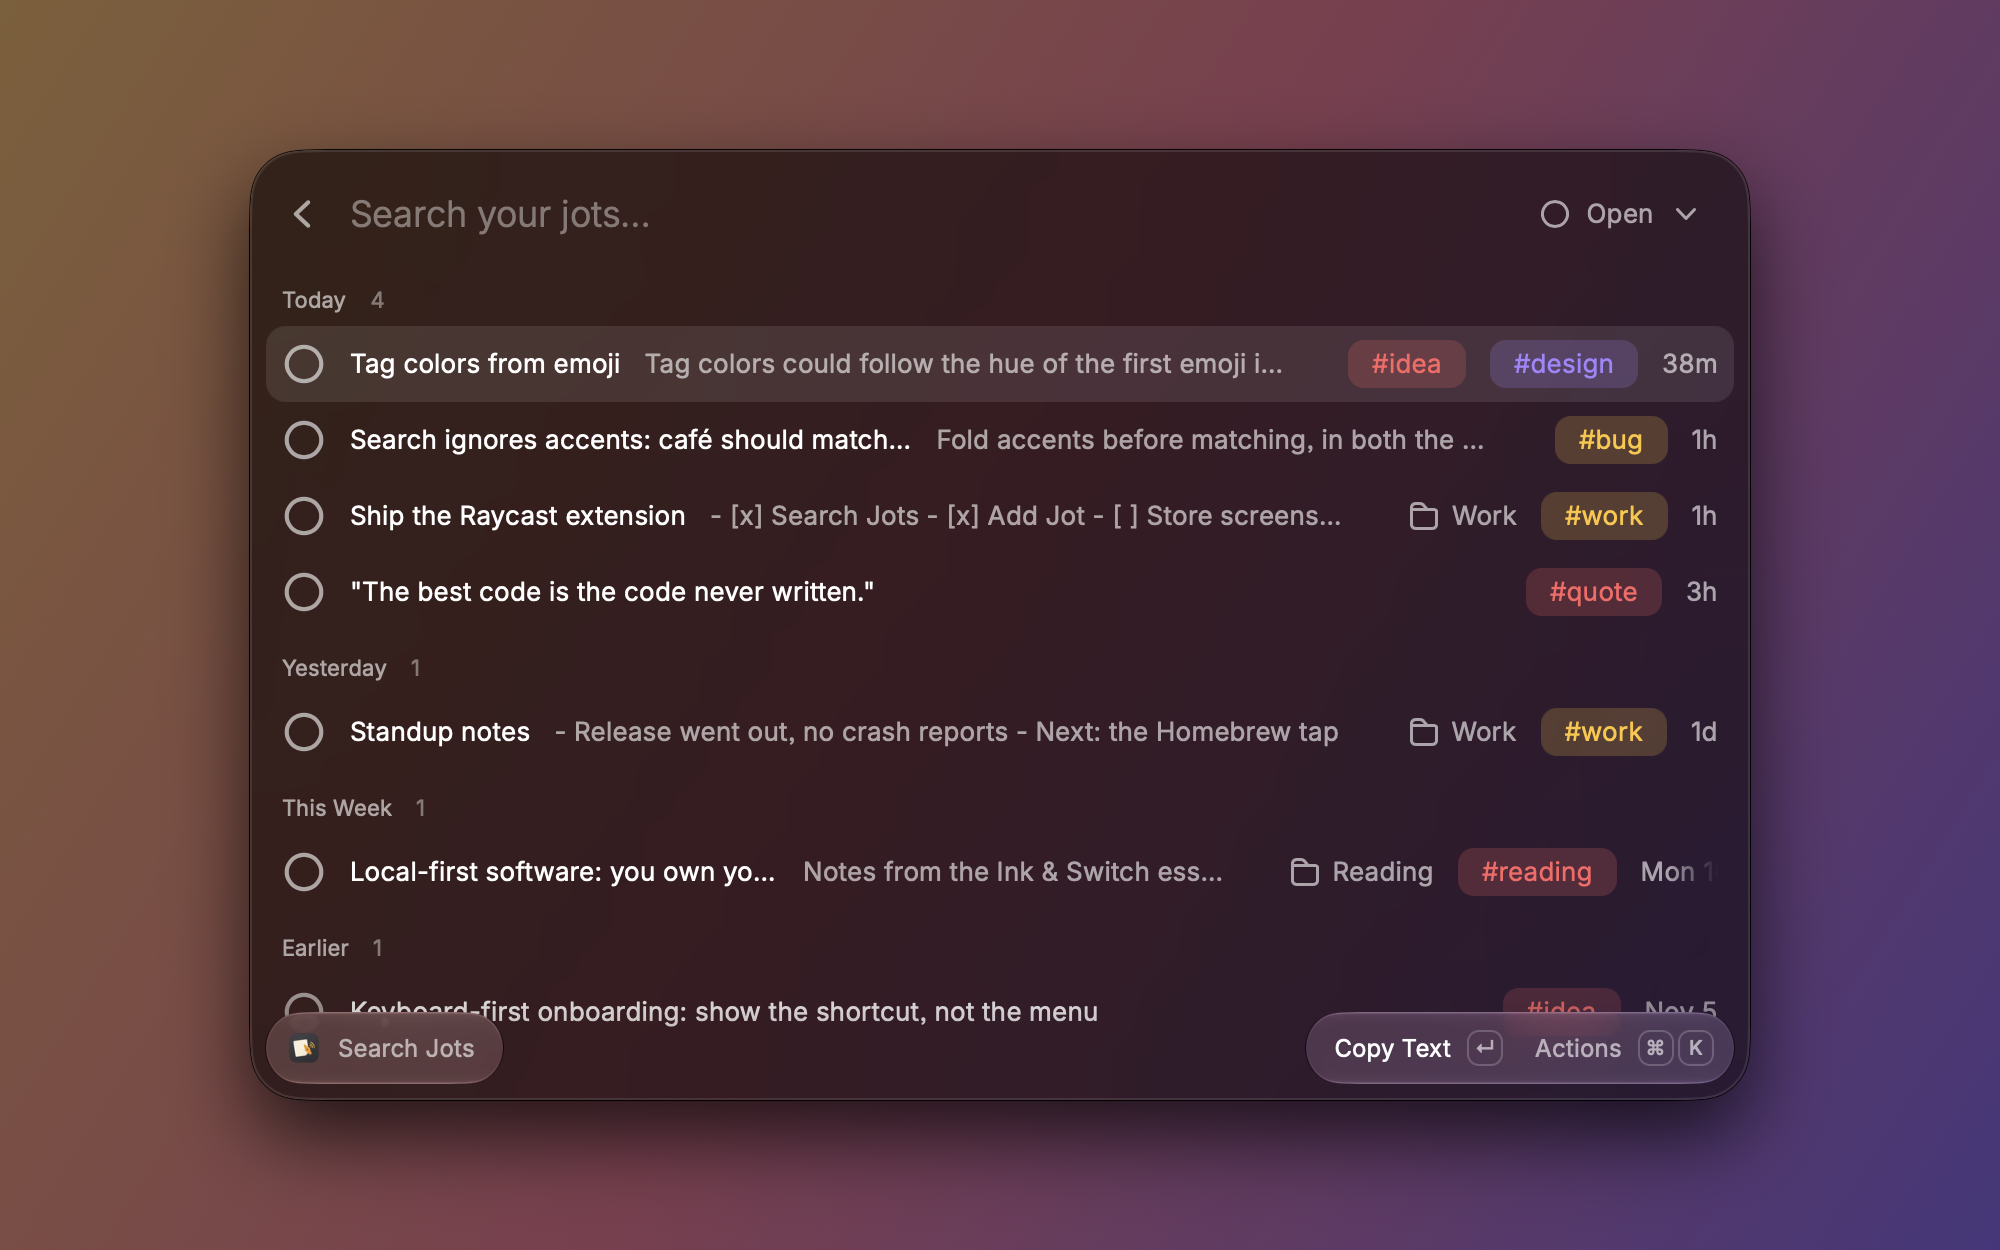 Search your jots...
Open
Today 4
Tag colors from emoji Tag colors could follow the hue of the first emoji i... #idea #design 38m
Search ignores accents: café should match... Fold accents before matching, in both the ... #bug 1h
Ship the Raycast extension - [x] Search Jots - [x] Add Jot - [ ] Store screens... Work #work 1h
"The best code is the code never written." #quote 3h
Yesterday 1
Standup notes - Release went out, no crash reports - Next: the Homebrew tap Work #work 1d
This Week 1
Local-first software: you own yo... Notes from the Ink & Switch ess... Reading #reading Mon 1
Earlier 1
Keyboard-first onboarding: show the shortcut, not the menu #idea Nov 5
Search Jots
Copy Text ↵ Actions ⌘ K